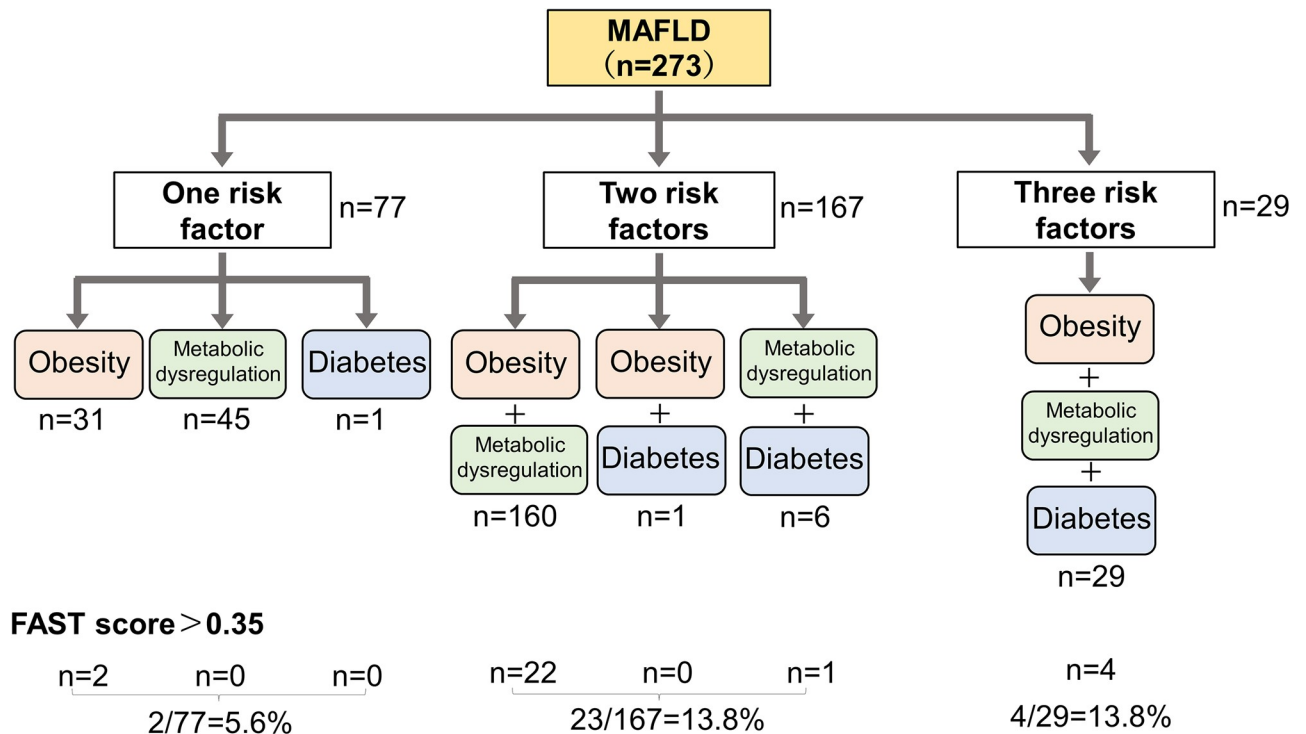 MAFLD
（n=273）
One risk
factor
n=77
Two risk
factors
n=167
Three risk
factors
n=29
Obesity
n=31
Metabolic
dysregulation
n=45
Diabetes
n=1
Obesity
+
Metabolic
dysregulation
n=160
Obesity
+
Diabetes
n=1
Metabolic
dysregulation
+
Diabetes
n=6
Obesity
+
Metabolic
dysregulation
+
Diabetes
n=29
FAST score＞0.35
n=2
n=0
n=0
2/77=5.6%
n=22
n=0
n=1
23/167=13.8%
n=4
4/29=13.8%